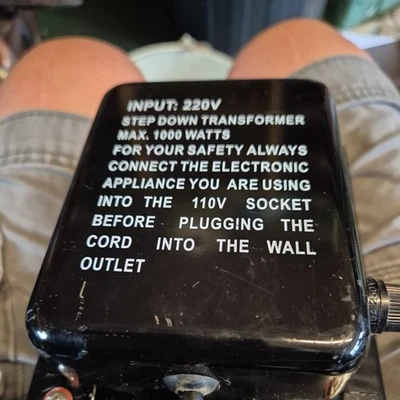 INPUT: 220V
STEP DOWN TRANSFORMER
MAX. 1000 WATTS
FOR YOUR SAFETY ALWAYS
CONNECT THE ELECTRONIC
APPLIANCE YOU ARE USING
INTO THE 110V SOCKET
BEFORE PLUGGING THE
CORD INTO THE WALL
OUTLET
250V